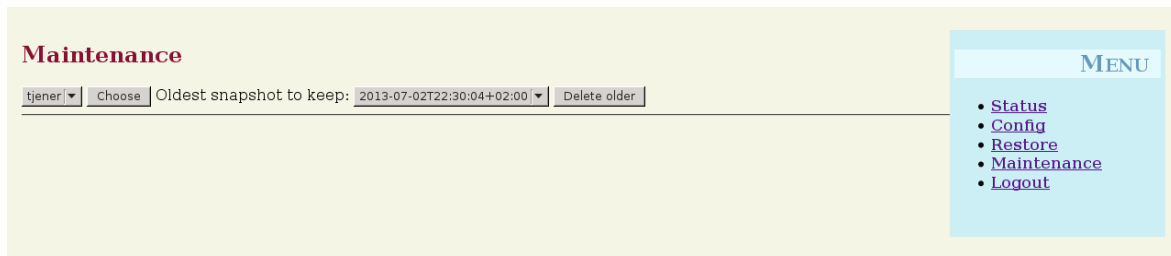 Maintenance
tjener Choose Oldest snapshot to keep: 2013-07-02T22:30:04+02:00 Delete older
MENU
Status
Config
Restore
Maintenance
Logout